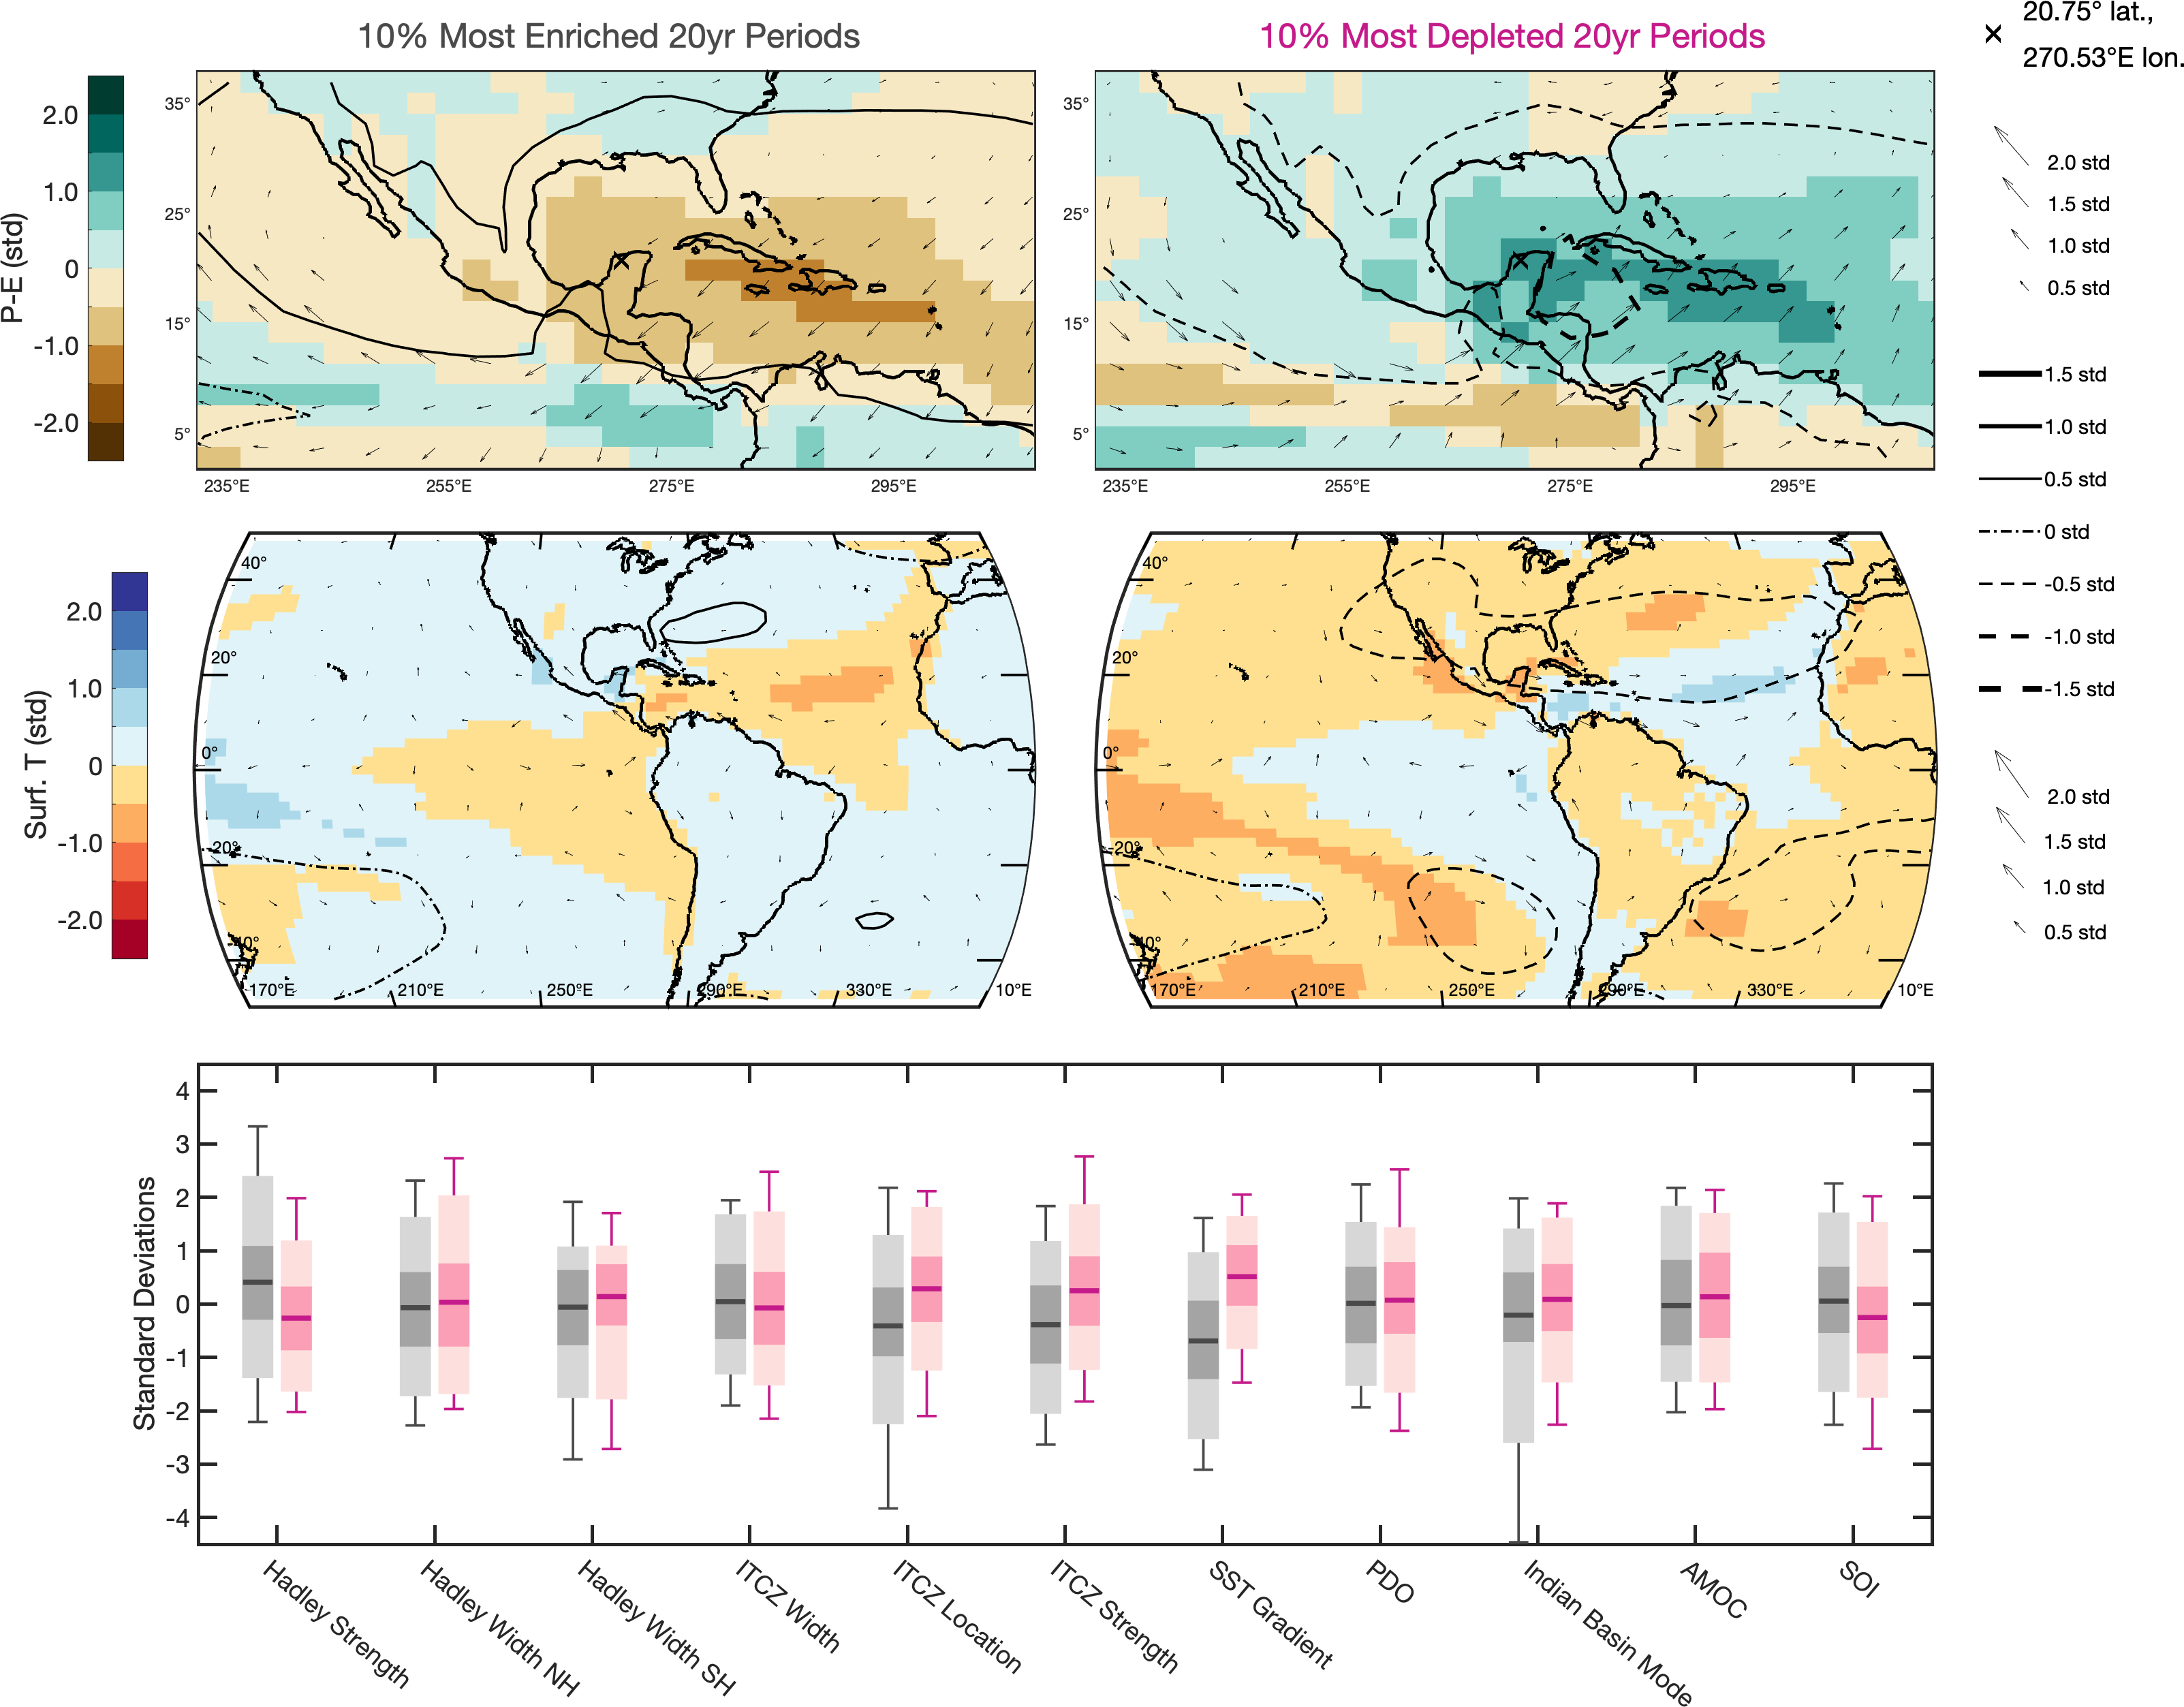 10% Most Enriched 20yr Periods
10% Most Depleted 20yr Periods
20.75° lat.,
270.53°E lon.
P-E (std)
2.0
1.0
0
-1.0
-2.0
35°
25°
15°
5°
235°E 255°E 275°E 295°E
35°
25°
15°
5°
235°E 255°E 275°E 295°E
2.0 std
1.5 std
1.0 std
0.5 std
1.5 std
1.0 std
0.5 std
0 std
-0.5 std
-1.0 std
-1.5 std
Surf. T (std)
2.0
1.0
0
-1.0
-2.0
40°
20°
0°
-20°
-40°
170°E 210°E 250°E 290°E 330°E 10°E
40°
20°
0°
-20°
-40°
170°E 210°E 250°E 290°E 330°E 10°E
2.0 std
1.5 std
1.0 std
0.5 std
Standard Deviations
4
3
2
1
0
-1
-2
-3
-4
Hadley Strength
Hadley Width NH
Hadley Width SH
ITCZ Width
ITCZ Location
ITCZ Strength
SST Gradient
PDO
Indian Basin Mode
AMOC
SOI